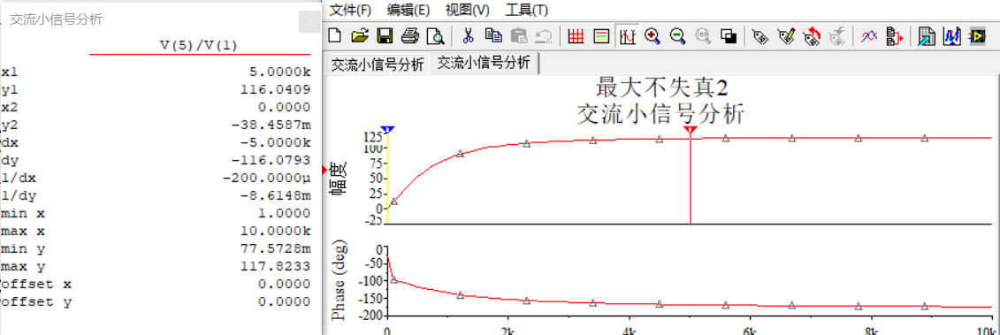 交流小信号分析
V(5)/V(1)
x1 5.0000k
y1 116.0409
x2 0.0000
y2 -38.4587m
dx -5.0000k
dy -116.0793
1/dx -200.0000µ
1/dy -8.6148m
min x 1.0000
max x 10.0000k
min y 77.5728m
max y 117.8233
offset x 0.0000
offset y 0.0000
文件(F) 编辑(E) 视图(V) 工具(T)
交流小信号分析 交流小信号分析
最大不失真2
交流小信号分析
幅度
125
100
75
50
25
0
-25
Phase (deg)
0
-50
-100
-150
-200
0 2k 4k 6k 8k 10k